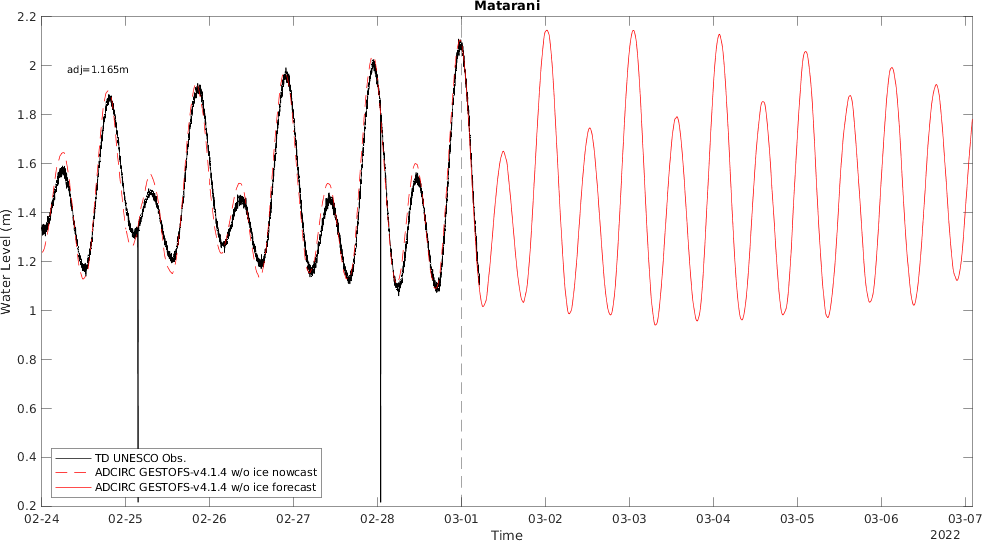 Matarani
2.2
2
1.8
1.6
1.4
1.2
1
0.8
0.6
0.4
0.2
Water Level (m)
adj=1.165m
TD UNESCO Obs.
ADCIRC GESTOFS-v4.1.4 w/o ice nowcast
ADCIRC GESTOFS-v4.1.4 w/o ice forecast
02-24 02-25 02-26 02-27 02-28 03-01 03-02 03-03 03-04 03-05 03-06 03-07
Time
2022